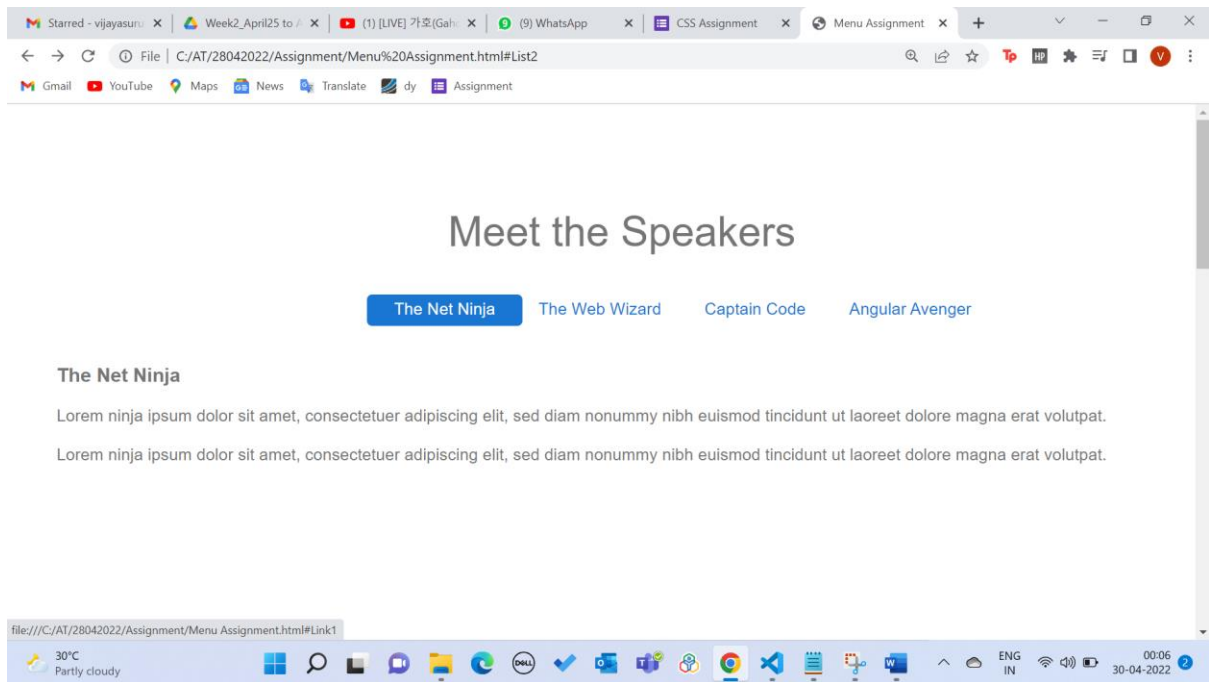 Starred - vijayasuru
Week2_April25 to A
(1) [LIVE] 가호(Gaho
(9) WhatsApp
CSS Assignment
Menu Assignment
File
C:/AT/28042022/Assignment/Menu%20Assignment.html#List2
Tp
HP
V
Gmail
YouTube
Maps
News
Translate
dy
Assignment
Meet the Speakers
The Net Ninja
The Web Wizard
Captain Code
Angular Avenger
The Net Ninja
Lorem ninja ipsum dolor sit amet, consectetuer adipiscing elit, sed diam nonummy nibh euismod tincidunt ut laoreet dolore magna erat volutpat.
Lorem ninja ipsum dolor sit amet, consectetuer adipiscing elit, sed diam nonummy nibh euismod tincidunt ut laoreet dolore magna erat volutpat.
file:///C:/AT/28042022/Assignment/Menu Assignment.html#Link1
30°C
Partly cloudy
DELL
W
ENG
IN
00:06
30-04-2022
2